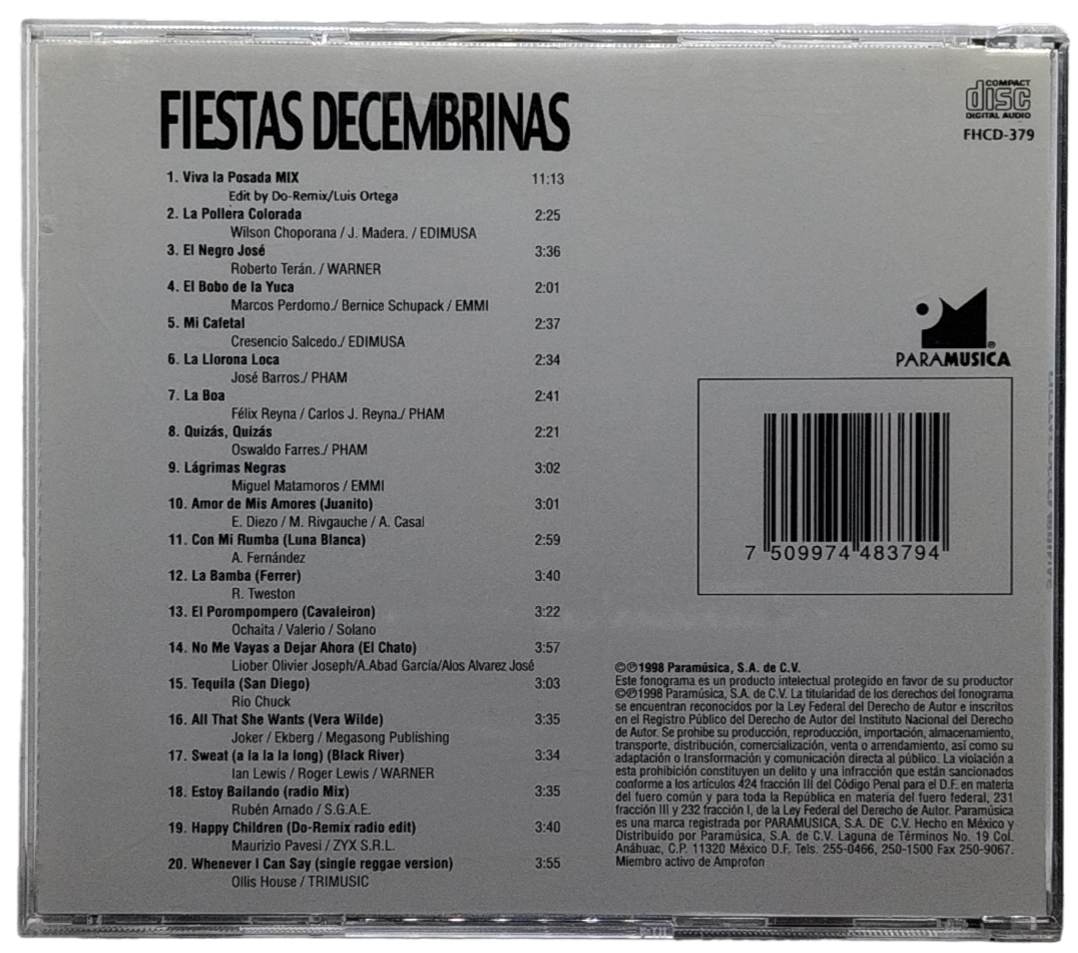 FIESTAS DECEMBRINAS
COMPACT
disc
DIGITAL AUDIO
FHCD-379
1. Viva la Posada MIX 11:13
Edit by Do-Remix/Luis Ortega
2. La Pollera Colorada 2:25
Wilson Choporana / J. Madera. / EDIMUSA
3. El Negro José 3:36
Roberto Terán. / WARNER
4. El Bobo de la Yuca 2:01
Marcos Perdomo./ Bernice Schupack / EMMI
5. Mi Cafetal 2:37
Cresencio Salcedo./ EDIMUSA
6. La Llorona Loca 2:34
José Barros./ PHAM
7. La Boa 2:41
Félix Reyna / Carlos J. Reyna./ PHAM
8. Quizás, Quizás 2:21
Oswaldo Farres./ PHAM
9. Lágrimas Negras 3:02
Miguel Matamoros / EMMI
10. Amor de Mis Amores (Juanito) 3:01
E. Diezo / M. Rivgauche / A. Casal
11. Con Mi Rumba (Luna Blanca) 2:59
A. Fernández
12. La Bamba (Ferrer) 3:40
R. Tweston
13. El Porompompero (Cavaleiron) 3:22
Ochaita / Valerio / Solano
14. No Me Vayas a Dejar Ahora (El Chato) 3:57
Liober Olivier Joseph/A.Abad García/Alos Alvarez José
15. Tequila (San Diego) 3:03
Rio Chuck
16. All That She Wants (Vera Wilde) 3:35
Joker / Ekberg / Megasong Publishing
17. Sweat (a la la la long) (Black River) 3:34
Ian Lewis / Roger Lewis / WARNER
18. Estoy Bailando (radio Mix) 3:35
Rubén Amado / S.G.A.E.
19. Happy Children (Do-Remix radio edit) 3:40
Maurizio Pavesi / ZYX S.R.L.
20. Whenever I Can Say (single reggae version) 3:55
Ollis House / TRIMUSIC
®
PARAMUSICA
7 509974 483794
©℗1998 Paramúsica, S.A. de C.V.
Este fonograma es un producto intelectual protegido en favor de su productor
©℗1998 Paramúsica, S.A. de C.V. La titularidad de los derechos del fonograma
se encuentran reconocidos por la Ley Federal del Derecho de Autor e inscritos
en el Registro Público del Derecho de Autor del Instituto Nacional del Derecho
de Autor. Se prohibe su producción, reproducción, importación, almacenamiento,
transporte, distribución, comercialización, venta o arrendamiento, así como su
adaptación o transformación y comunicación directa al público. La violación a
esta prohibición constituyen un delito y una infracción que están sancionados
conforme a los artículos 424 fracción III del Código Penal para el D.F. en materia
del fuero común y para toda la República en materia del fuero federal, 231
fracción III y 232 fracción I, de la Ley Federal del Derecho de Autor. Paramúsica
es una marca registrada por PARAMUSICA, S.A. DE C.V. Hecho en México y
Distribuido por Paramúsica, S.A. de C.V. Laguna de Términos No. 19 Col.
Anáhuac, C.P. 11320 México D.F, Tels. 255-0466, 250-1500 Fax 250-9067.
Miembro activo de Amprofon